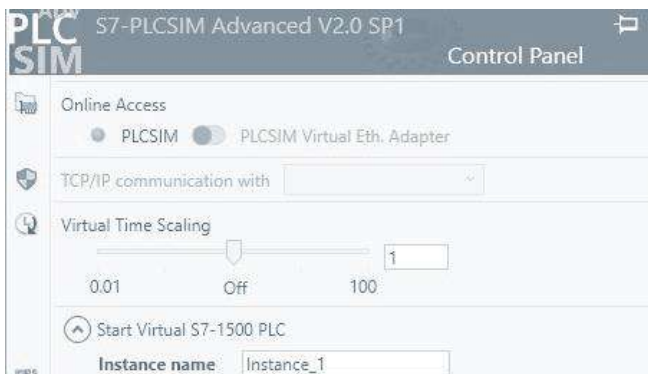 PLC S7-PLCSIM Advanced V2.0 SP1
SIM Control Panel
Online Access
PLCSIM PLCSIM Virtual Eth. Adapter
TCP/IP communication with
Virtual Time Scaling
1
0.01 Off 100
Start Virtual S7-1500 PLC
Instance name Instance_1